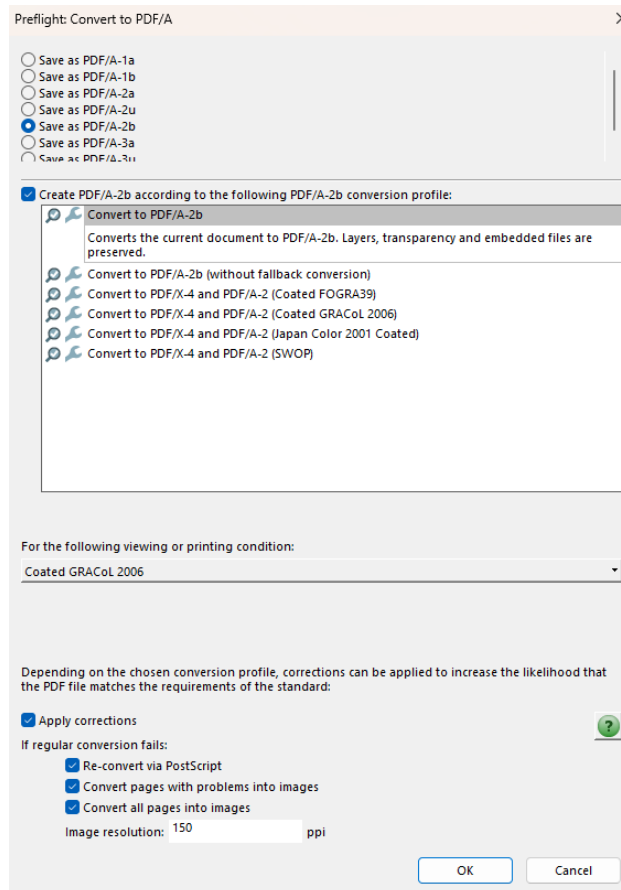 Preflight: Convert to PDF/A
Save as PDF/A-1a
Save as PDF/A-1b
Save as PDF/A-2a
Save as PDF/A-2u
Save as PDF/A-2b
Save as PDF/A-3a
Save as PDF/A-3u
Create PDF/A-2b according to the following PDF/A-2b conversion profile:
Convert to PDF/A-2b
Converts the current document to PDF/A-2b. Layers, transparency and embedded files are
preserved.
Convert to PDF/A-2b (without fallback conversion)
Convert to PDF/X-4 and PDF/A-2 (Coated FOGRA39)
Convert to PDF/X-4 and PDF/A-2 (Coated GRACoL 2006)
Convert to PDF/X-4 and PDF/A-2 (Japan Color 2001 Coated)
Convert to PDF/X-4 and PDF/A-2 (SWOP)
For the following viewing or printing condition:
Coated GRACoL 2006
Depending on the chosen conversion profile, corrections can be applied to increase the likelihood that
the PDF file matches the requirements of the standard:
Apply corrections
?
If regular conversion fails:
Re-convert via PostScript
Convert pages with problems into images
Convert all pages into images
Image resolution: 150 ppi
OK Cancel